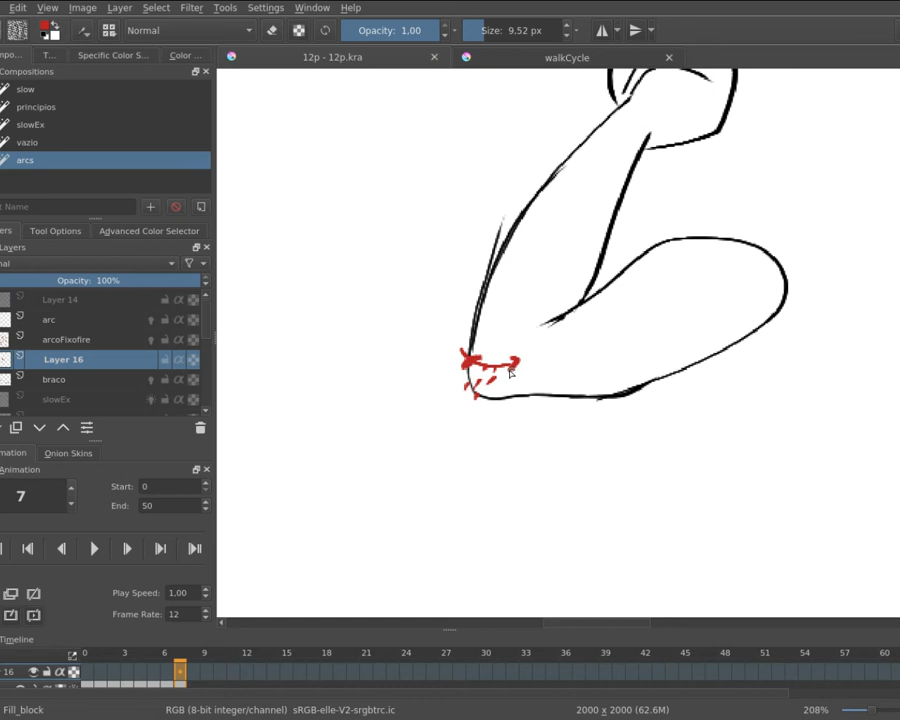 Edit View Image Layer Select Filter Tools Settings Window Help
Normal Opacity: 1,00 Size: 9.52 px
T... Specific Color S... Color ...
12p - 12p.kra walkCycle
Compositions
slow
principios
slowEx
vazio
arcs
Name
Tool Options Advanced Color Selector
Layers
Opacity: 100%
Layer 14
arc
arcoFixofire
Layer 16
braco
slowEx
Onion Skins
Animation
7
Start: 0
End: 50
Play Speed: 1,00
Frame Rate: 12
Timeline
0 3 6 9 12 15 18 21 24 27 30 33 36 39 42 45 48 51 54 57 60
16
Fill_block RGB (8-bit integer/channel) sRGB-elle-V2-srgbtrc.ic 2000 x 2000 (62.6M) 208%